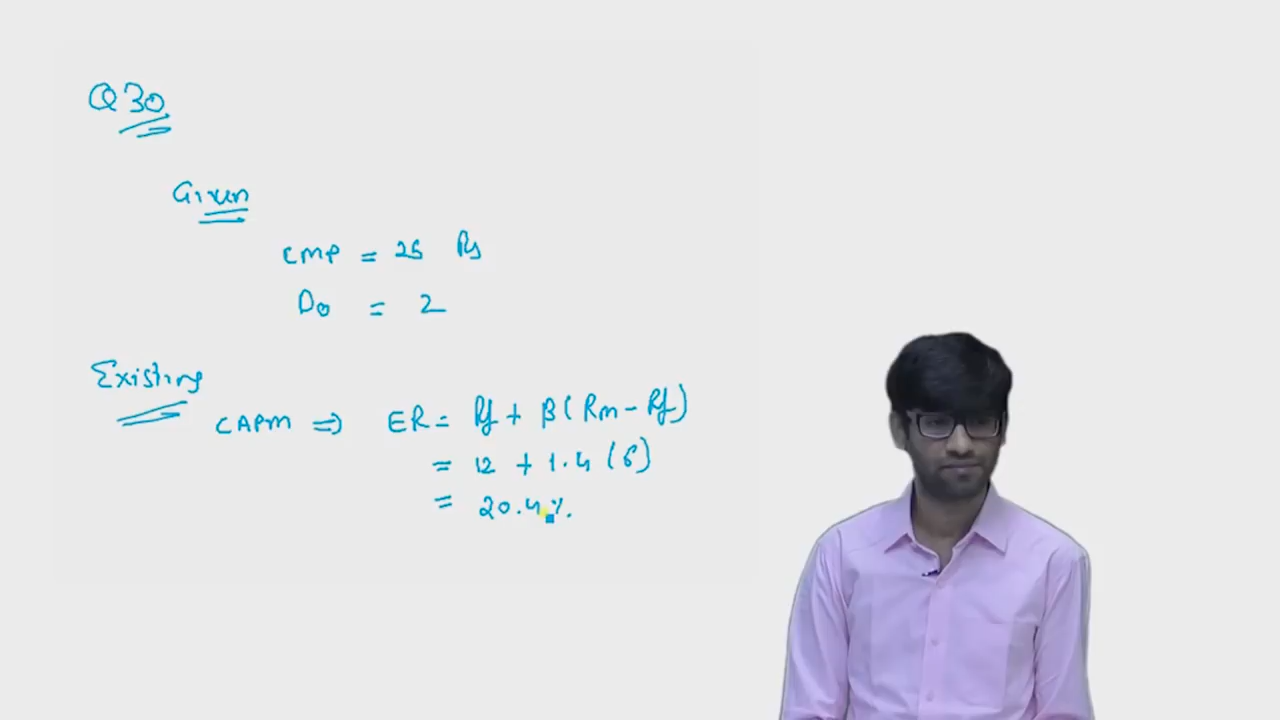 Q30
Given
CMP = 25 Rs
D0 = 2
Existing
CAPM ⇒ ER = Rf + β(Rm - Rf)
= 12 + 1.4 (6)
= 20.4%.